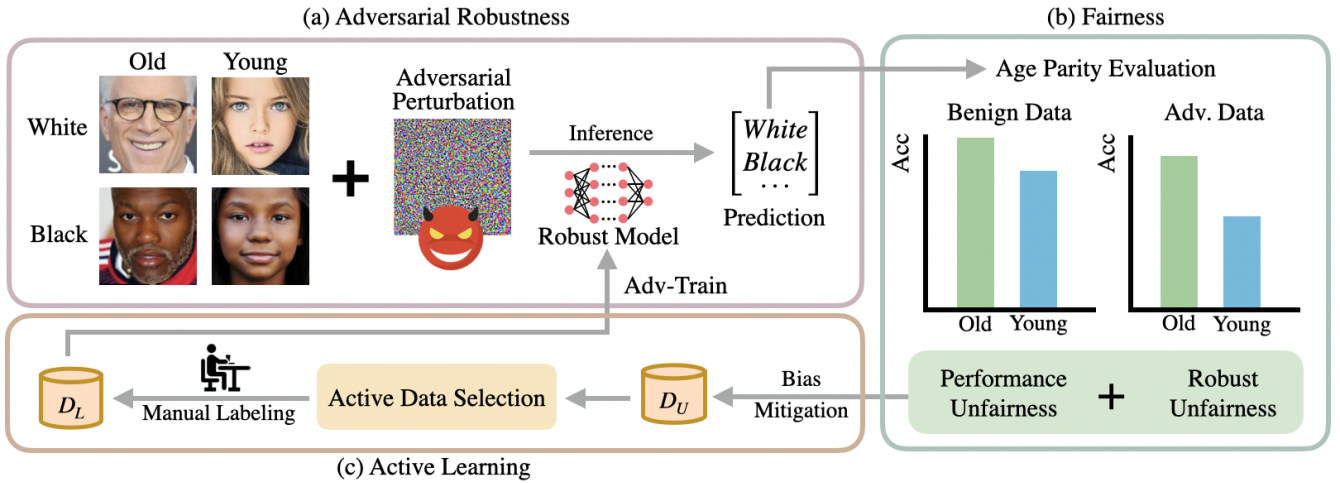 (a) Adversarial Robustness
Old
Young
White
Black
Adversarial
Perturbation
Inference
Robust Model
White
Black
...
Prediction
Adv-Train
(b) Fairness
Age Parity Evaluation
Benign Data
Acc
Old
Young
Adv. Data
Acc
Old
Young
Performance
Unfairness
+
Robust
Unfairness
Bias
Mitigation
D_U
Active Data Selection
Manual Labeling
D_L
(c) Active Learning